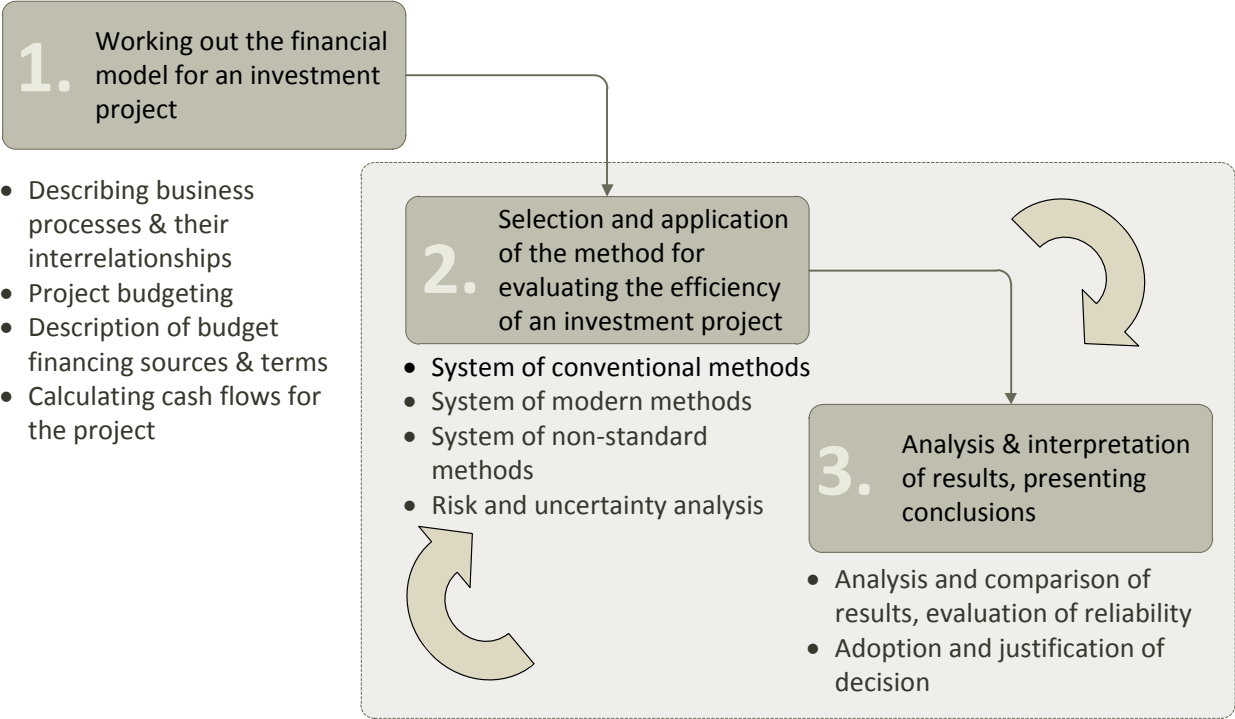 1.
Working out the financial
model for an investment
project
• Describing business
processes & their
interrelationships
• Project budgeting
• Description of budget
financing sources & terms
• Calculating cash flows for
the project
2.
Selection and application
of the method for
evaluating the efficiency
of an investment project
• System of conventional methods
• System of modern methods
• System of non-standard
methods
• Risk and uncertainty analysis
3.
Analysis & interpretation
of results, presenting
conclusions
• Analysis and comparison of
results, evaluation of reliability
• Adoption and justification of
decision